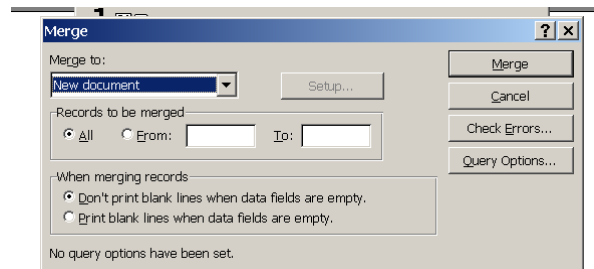 1
Merge
Merge to:
New document
Setup...
Merge
Cancel
Check Errors...
Query Options...
Records to be merged
All From: To:
When merging records
Don't print blank lines when data fields are empty.
Print blank lines when data fields are empty.
No query options have been set.